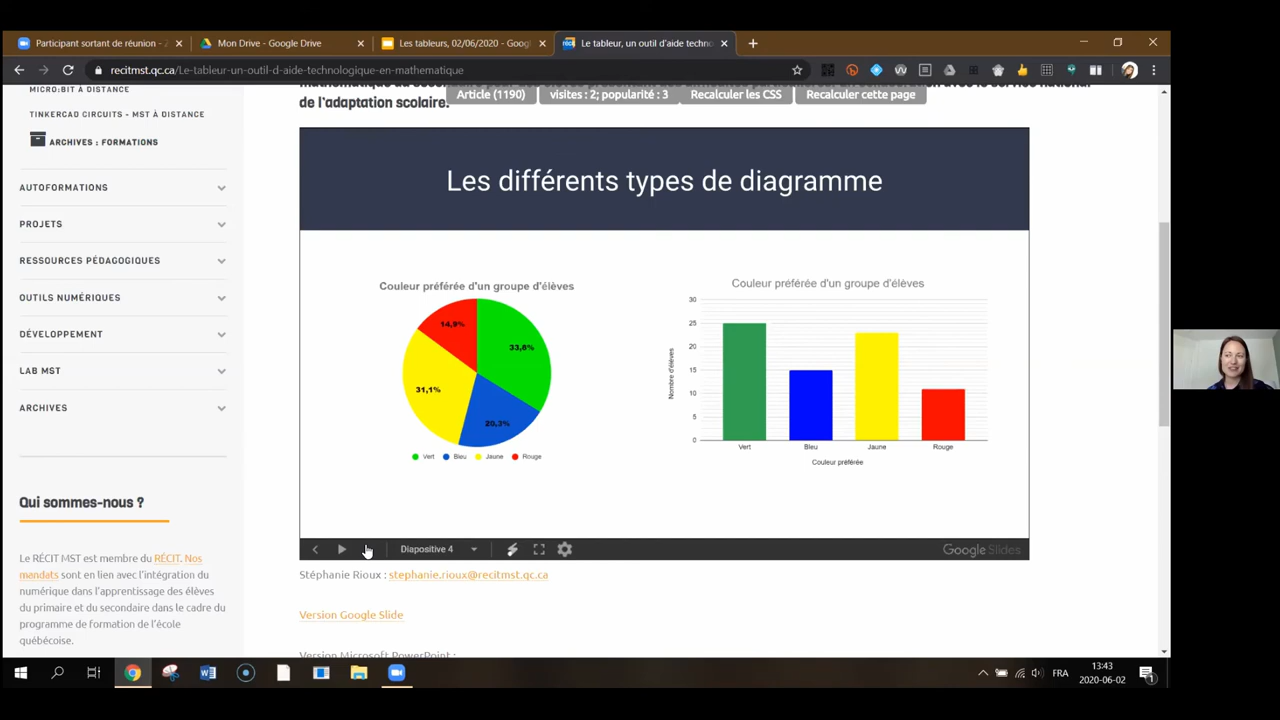 Participant sortant de réunion - Z
Mon Drive - Google Drive
Les tableurs, 02/06/2020 - Goog
Le tableur, un outil d'aide techno
recitmst.qc.ca/Le-tableur-un-outil-d-aide-technologique-en-mathematique
MICRO:BIT À DISTANCE
TINKERCAD CIRCUITS - MST À DISTANCE
ARCHIVES : FORMATIONS
AUTOFORMATIONS
PROJETS
RESSOURCES PÉDAGOGIQUES
OUTILS NUMÉRIQUES
DÉVELOPPEMENT
LAB MST
ARCHIVES
Qui sommes-nous ?
Le RÉCIT MST est membre du RÉCIT. Nos
mandats sont en lien avec l'intégration du
numérique dans l'apprentissage des élèves
du primaire et du secondaire dans le cadre du
programme de formation de l'école
québécoise.
Article (1190)
visites : 2; popularité : 3
Recalculer les CSS
Recalculer cette page
de l'adaptation scolaire.
Les différents types de diagramme
Couleur préférée d'un groupe d'élèves
14,9%
33,8%
31,1%
20,3%
Vert Bleu Jaune Rouge
Couleur préférée d'un groupe d'élèves
Nombre d'élèves
30
25
20
15
10
5
0
Vert Bleu Jaune Rouge
Couleur préférée
Diapositive 4
Google Slides
Stéphanie Rioux : stephanie.rioux@recitmst.qc.ca
Version Google Slide
Version Microsoft PowerPoint :
FRA
13:43
2020-06-02